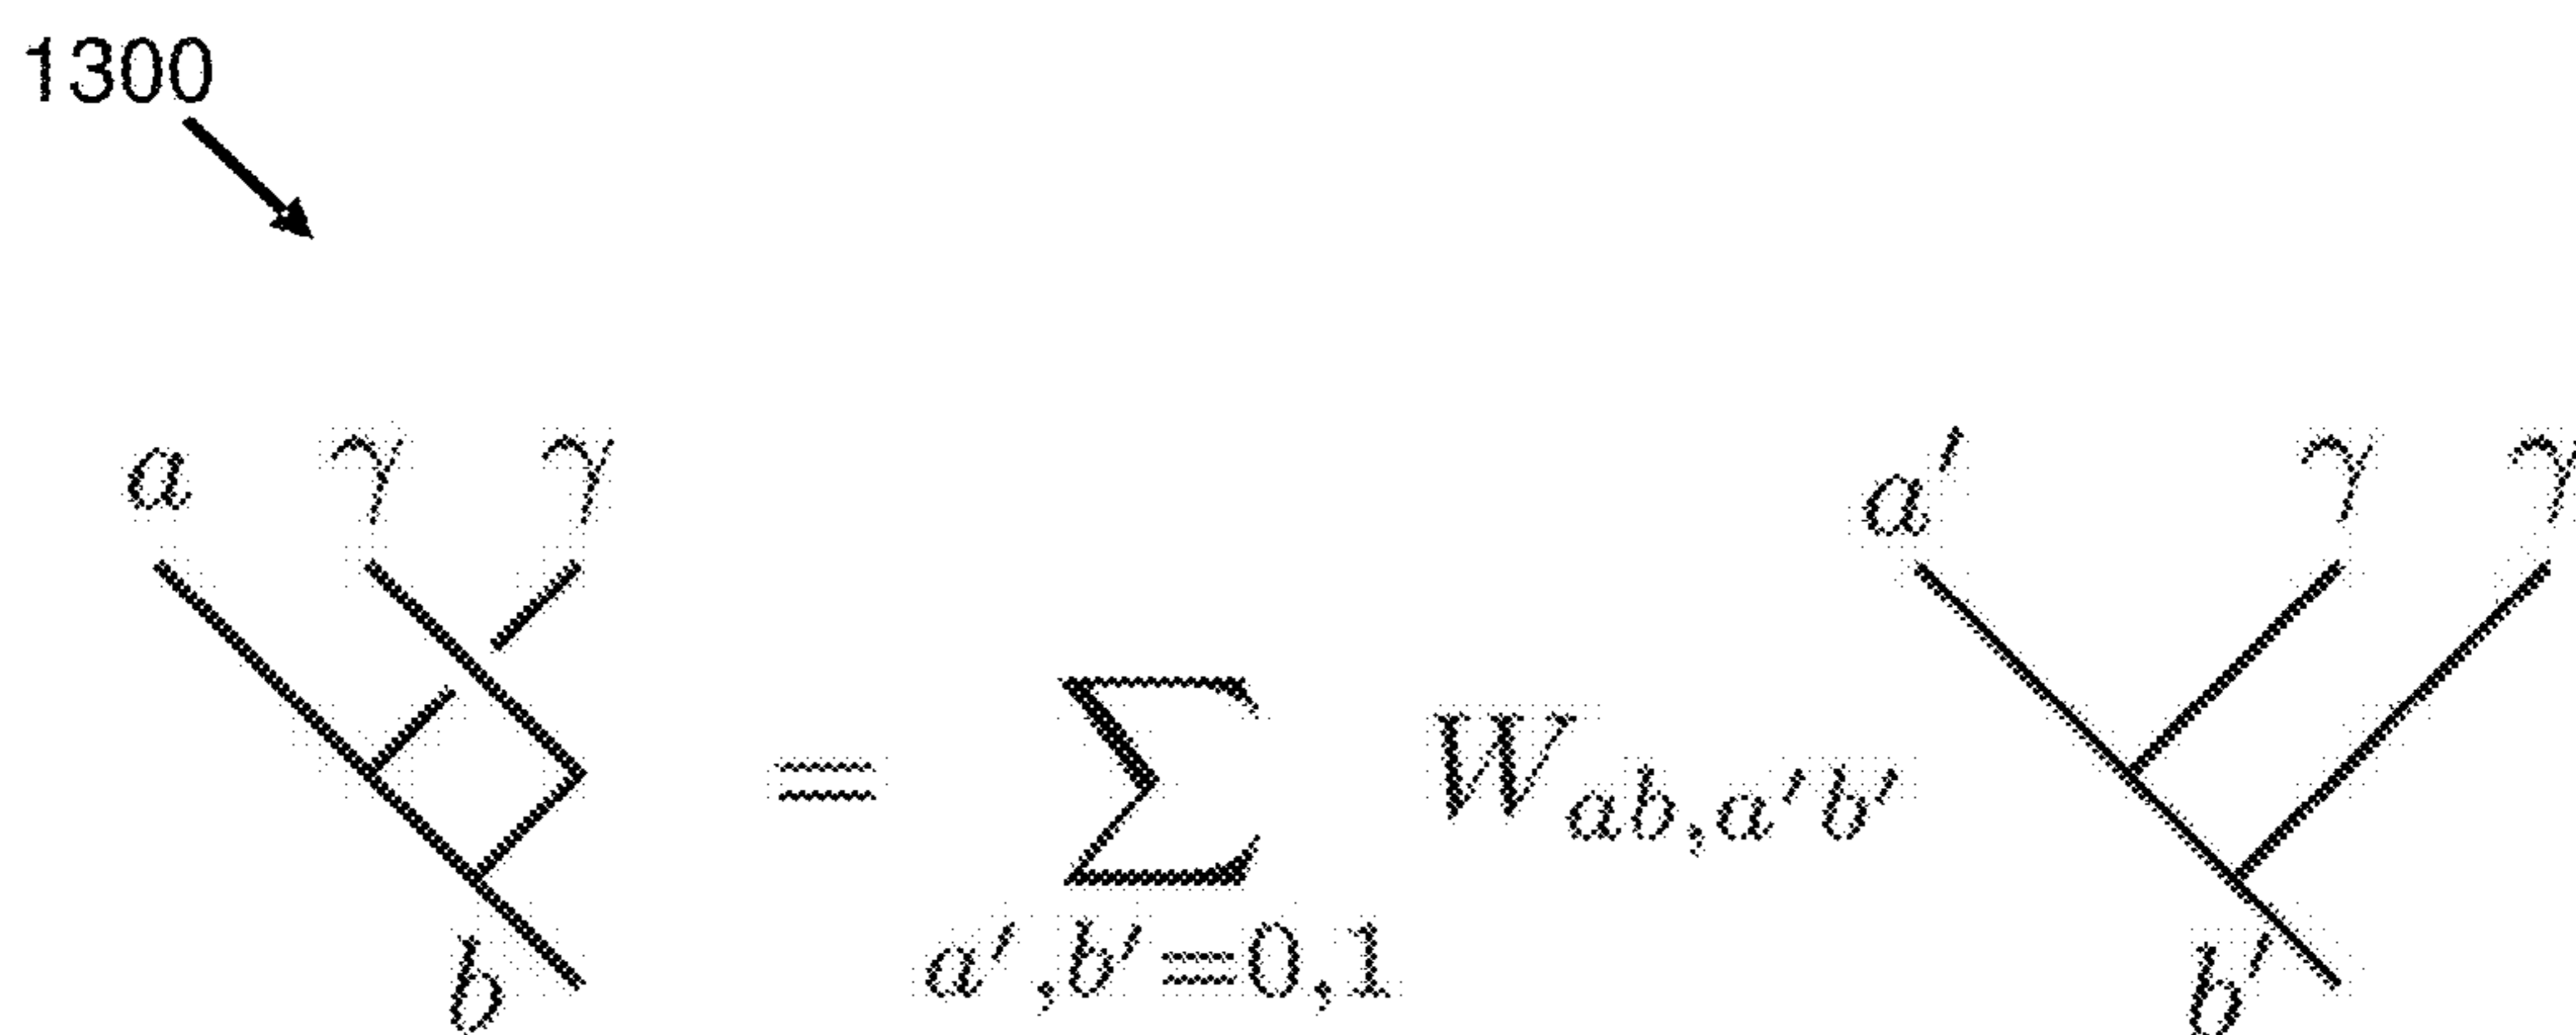 1300
a γ γ a′ γ γ
= ∑ W_{ab,a′b′}
b a′,b′=0,1 b′